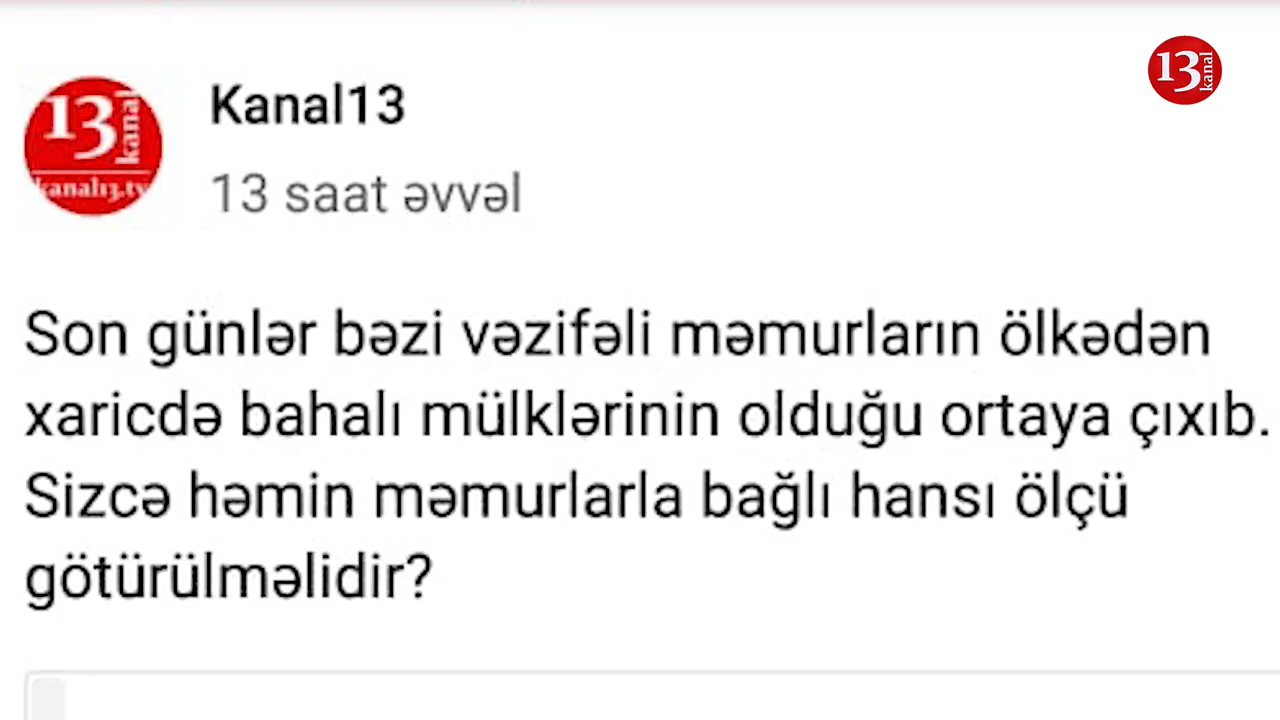 13 kanal
13 kanal
kanal13.tv
Kanal13
13 saat əvvəl
Son günlər bəzi vəzifəli məmurların ölkədən
xaricdə bahalı mülklərinin olduğu ortaya çıxıb.
Sizcə həmin məmurlarla bağlı hansı ölçü
götürülməlidir?